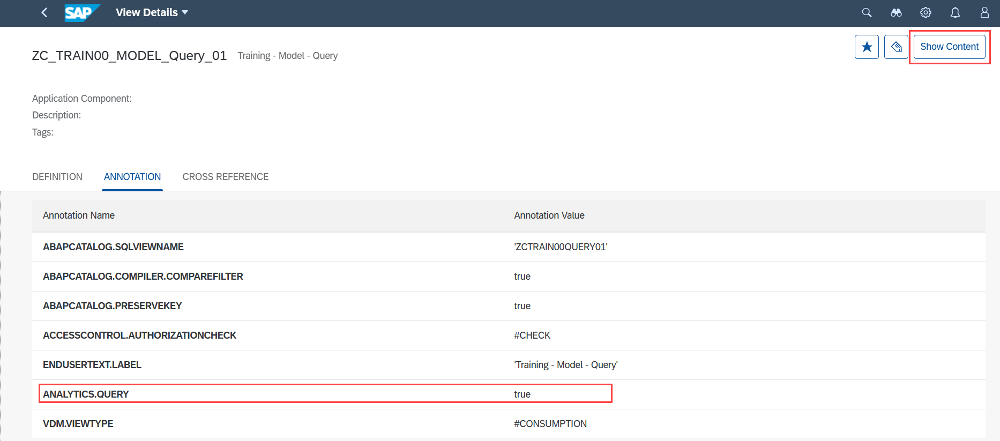 SAP View Details
ZC_TRAIN00_MODEL_Query_01 Training - Model - Query
Show Content
Application Component:
Description:
Tags:
DEFINITION ANNOTATION CROSS REFERENCE
Annotation Name Annotation Value
ABAPCATALOG.SQLVIEWNAME 'ZCTRAIN00QUERY01'
ABAPCATALOG.COMPILER.COMPAREFILTER true
ABAPCATALOG.PRESERVEKEY true
ACCESSCONTROL.AUTHORIZATIONCHECK #CHECK
ENDUSERTEXT.LABEL 'Training - Model - Query'
ANALYTICS.QUERY true
VDM.VIEWTYPE #CONSUMPTION